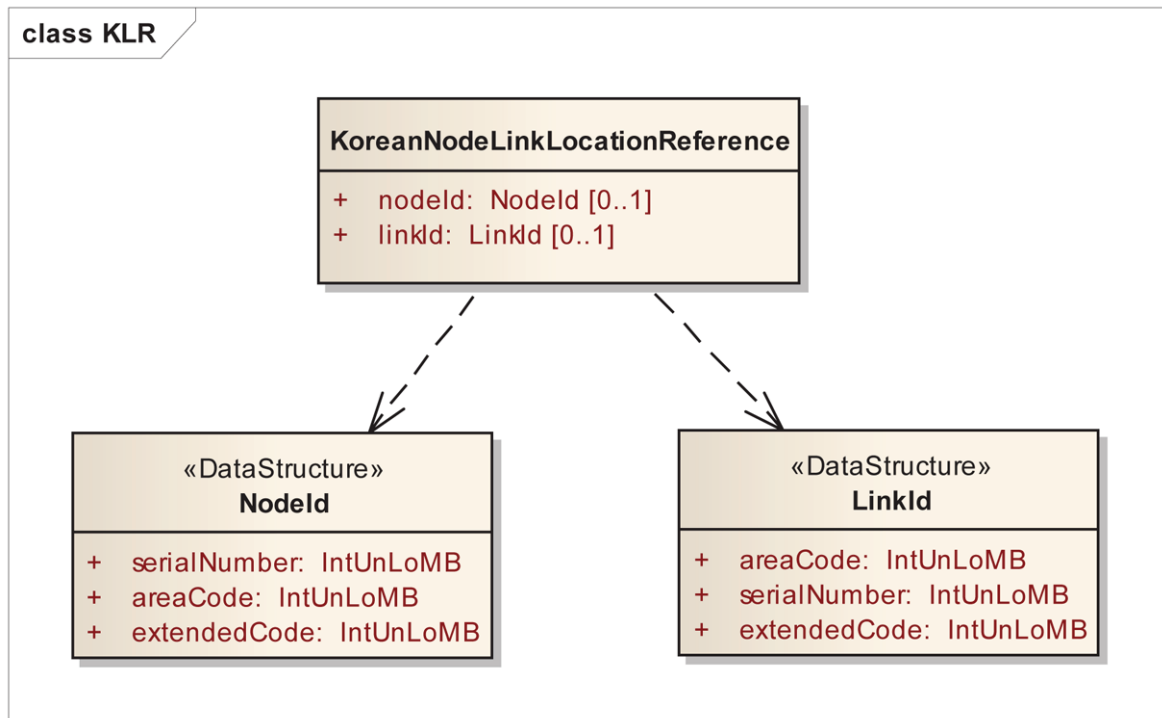 class KLR
KoreanNodeLinkLocationReference
+ nodeId: NodeId [0..1]
+ linkId: LinkId [0..1]
«DataStructure»
NodeId
+ serialNumber: IntUnLoMB
+ areaCode: IntUnLoMB
+ extendedCode: IntUnLoMB
«DataStructure»
LinkId
+ areaCode: IntUnLoMB
+ serialNumber: IntUnLoMB
+ extendedCode: IntUnLoMB